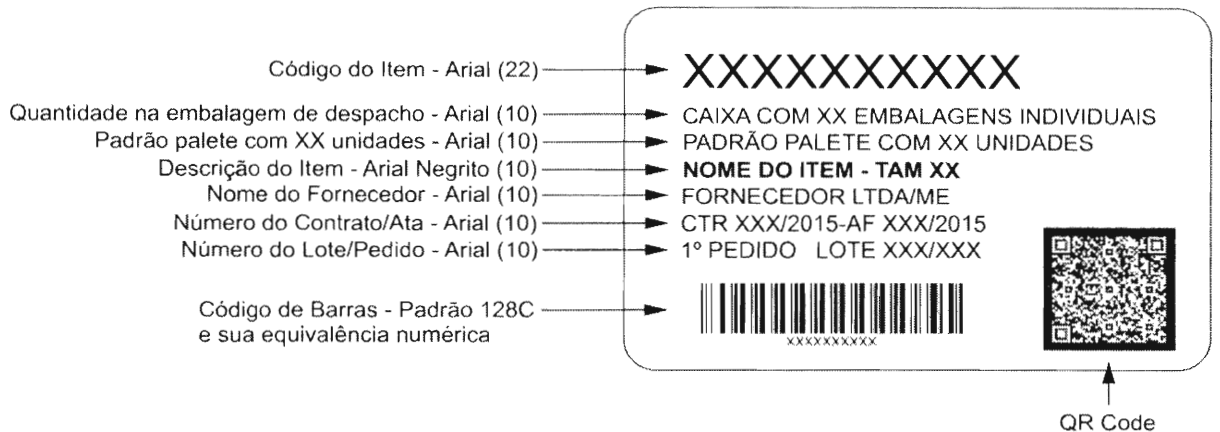 Código do Item - Arial (22)
XXXXXXXXXX
Quantidade na embalagem de despacho - Arial (10)
CAIXA COM XX EMBALAGENS INDIVIDUAIS
Padrão palete com XX unidades - Arial (10)
PADRÃO PALETE COM XX UNIDADES
Descrição do Item - Arial Negrito (10)
NOME DO ITEM - TAM XX
Nome do Fornecedor - Arial (10)
FORNECEDOR LTDA/ME
Número do Contrato/Ata - Arial (10)
CTR XXX/2015-AF XXX/2015
Número do Lote/Pedido - Arial (10)
1º PEDIDO LOTE XXX/XXX
Código de Barras - Padrão 128C
e sua equivalência numérica
XXXXXXXXXX
QR Code